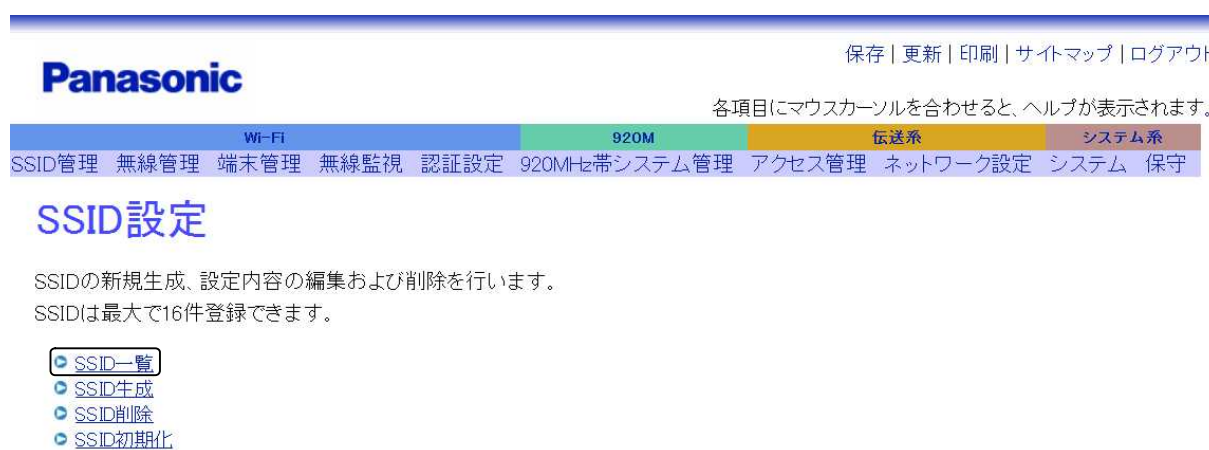 保存 | 更新 | 印刷 | サイトマップ | ログアウト
Panasonic
各項目にマウスカーソルを合わせると、ヘルプが表示されます。
Wi-Fi 920M 伝送系 システム系
SSID管理 無線管理 端末管理 無線監視 認証設定 920MHz帯システム管理 アクセス管理 ネットワーク設定 システム 保守
SSID設定
SSIDの新規生成、設定内容の編集および削除を行います。
SSIDは最大で16件登録できます。
SSID一覧
SSID生成
SSID削除
SSID初期化